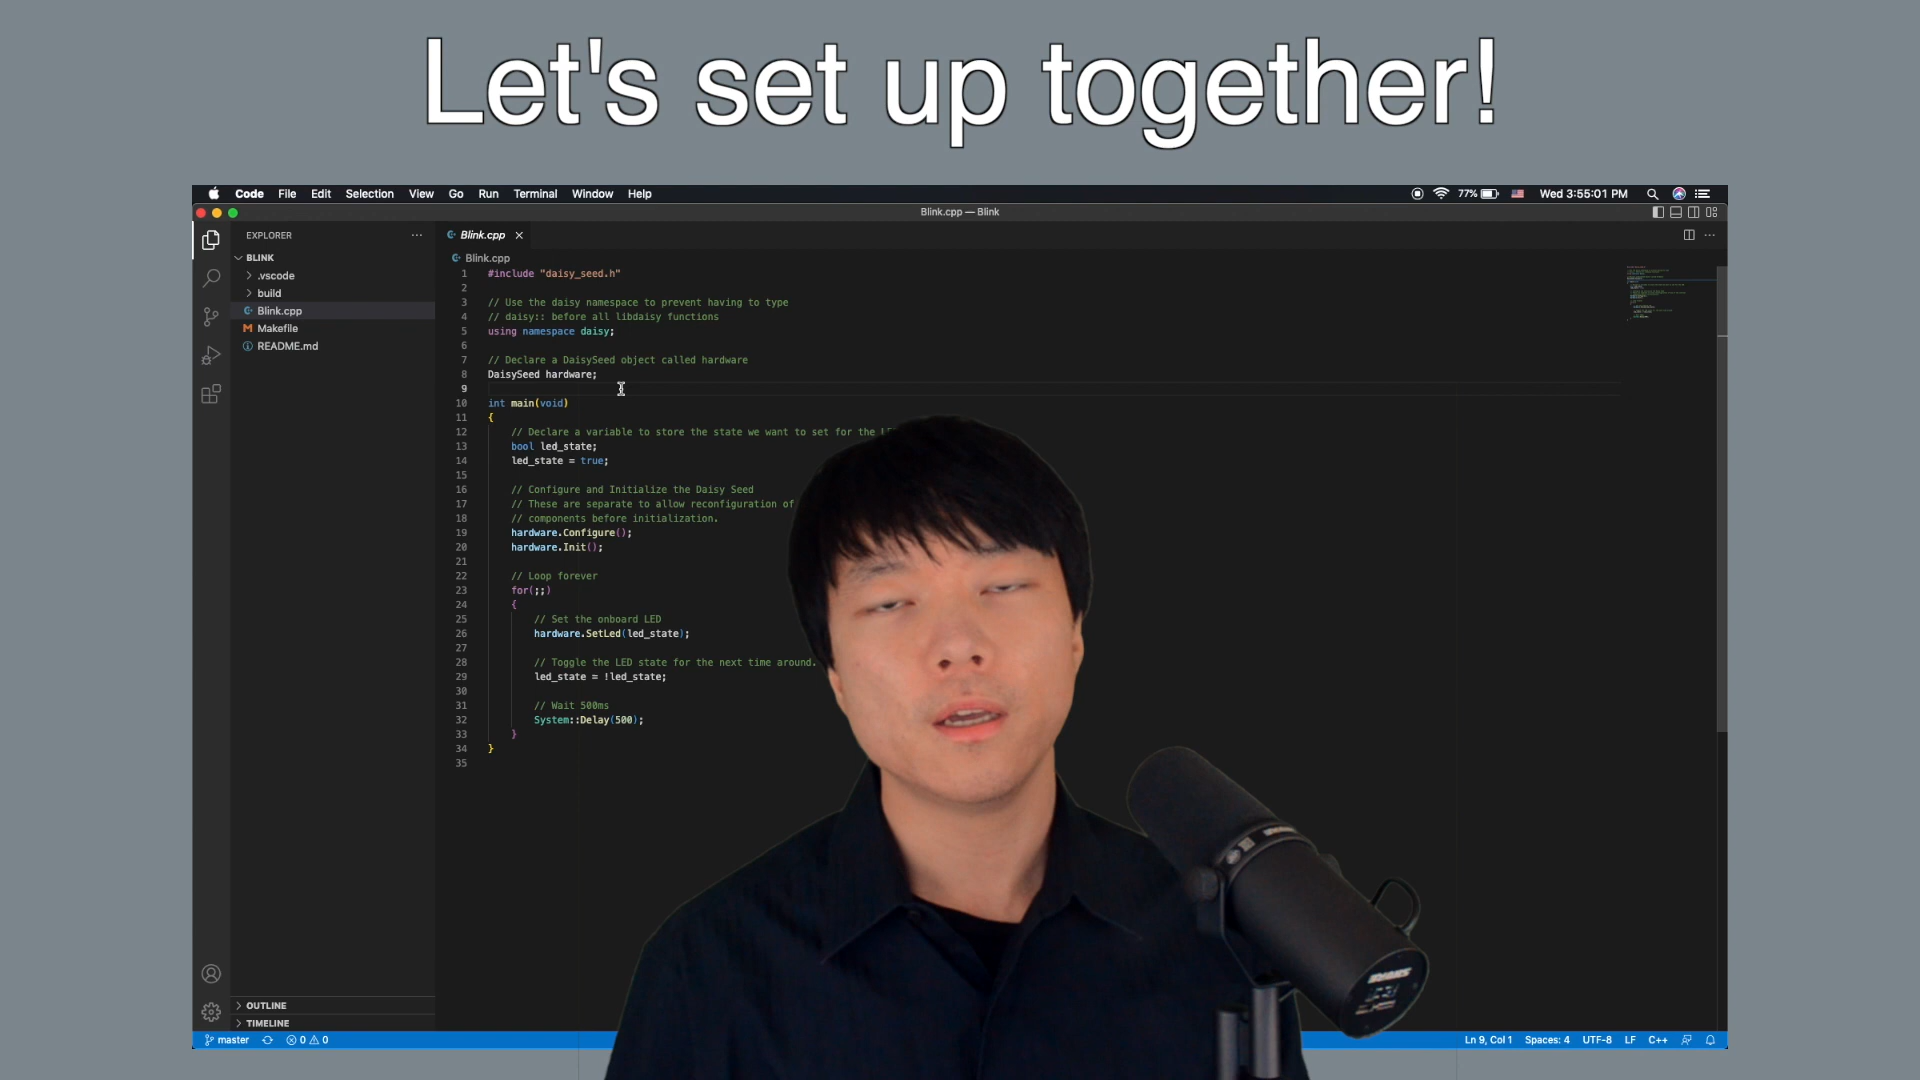 Let's set up together!
Code File Edit Selection View Go Run Terminal Window Help 77% Wed 3:55:01 PM
Blink.cpp — Blink
EXPLORER
Blink.cpp
BLINK
.vscode
build
Blink.cpp
Makefile
README.md
Blink.cpp
1 #include "daisy_seed.h"
2
3 // Use the daisy namespace to prevent having to type
4 // daisy:: before all libdaisy functions
5 using namespace daisy;
6
7 // Declare a DaisySeed object called hardware
8 DaisySeed hardware;
9
10 int main(void)
11 {
12 // Declare a variable to store the state we want to set for the
13 bool led_state;
14 led_state = true;
15
16 // Configure and Initialize the Daisy Seed
17 // These are separate to allow reconfiguration of
18 // components before initialization.
19 hardware.Configure();
20 hardware.Init();
21
22 // Loop forever
23 for(;;)
24 {
25 // Set the onboard LED
26 hardware.SetLed(led_state);
27
28 // Toggle the LED state for the next time around.
29 led_state = !led_state;
30
31 // Wait 500ms
32 System::Delay(500);
33 }
34 }
35
OUTLINE
TIMELINE
master 0 0 Ln 9, Col 1 Spaces: 4 UTF-8 LF C++